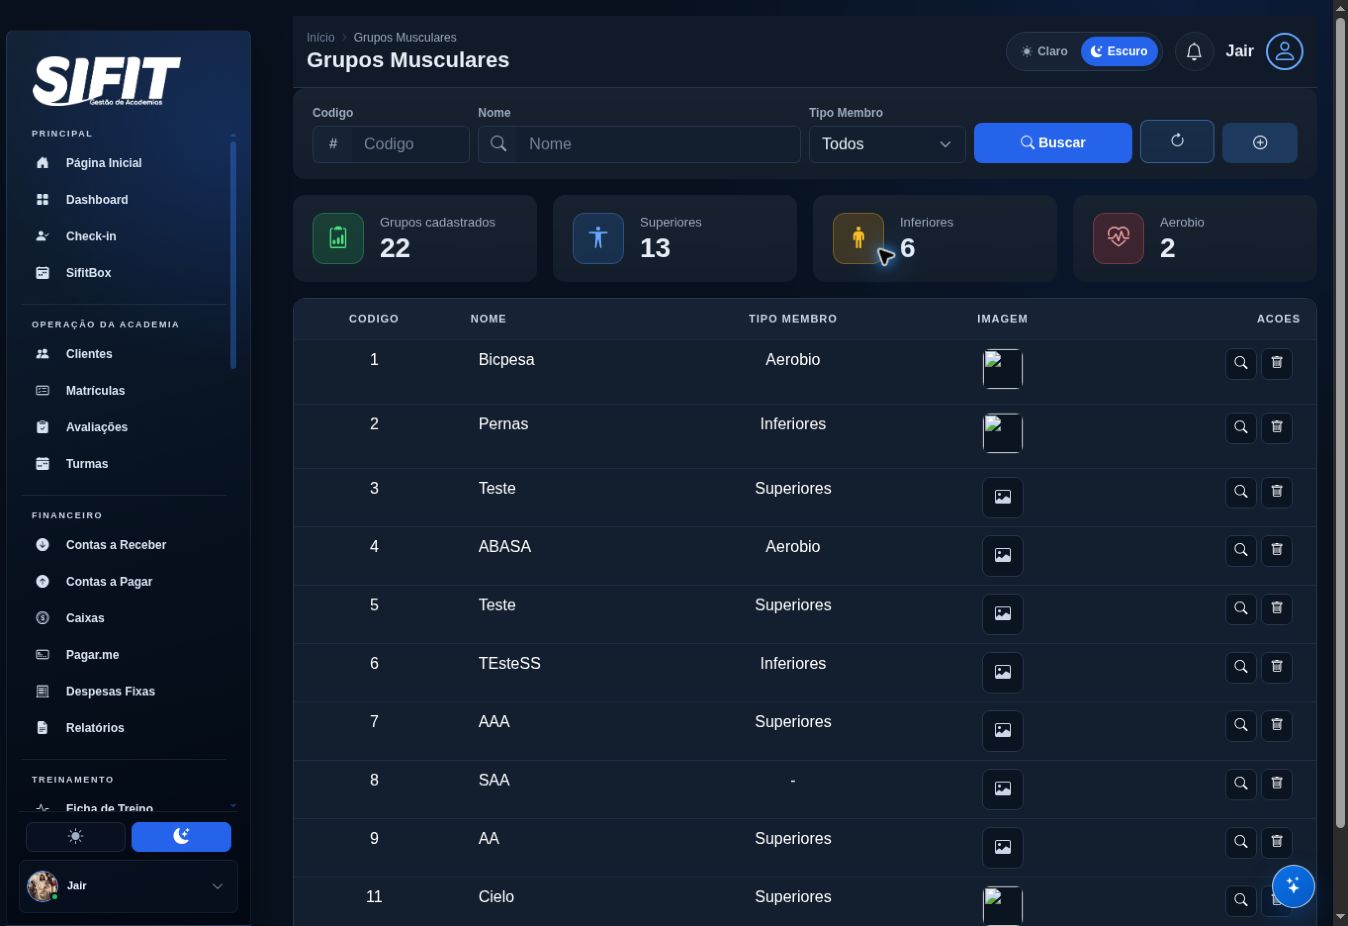 SIFIT
Gestão de Academias
PRINCIPAL
Página Inicial
Dashboard
Check-in
SifitBox
OPERAÇÃO DA ACADEMIA
Clientes
Matrículas
Avaliações
Turmas
FINANCEIRO
Contas a Receber
Contas a Pagar
Caixas
Pagar.me
Despesas Fixas
Relatórios
TREINAMENTO
Ficha de Treino
Jair
Início > Grupos Musculares
Grupos Musculares
Claro Escuro Jair
Codigo Nome Tipo Membro
# Codigo Nome Todos Buscar
Grupos cadastrados
22
Superiores
13
Inferiores
6
Aerobio
2
CODIGO NOME TIPO MEMBRO IMAGEM ACOES
1 Bicpesa Aerobio
2 Pernas Inferiores
3 Teste Superiores
4 ABASA Aerobio
5 Teste Superiores
6 TEsteSS Inferiores
7 AAA Superiores
8 SAA -
9 AA Superiores
11 Cielo Superiores